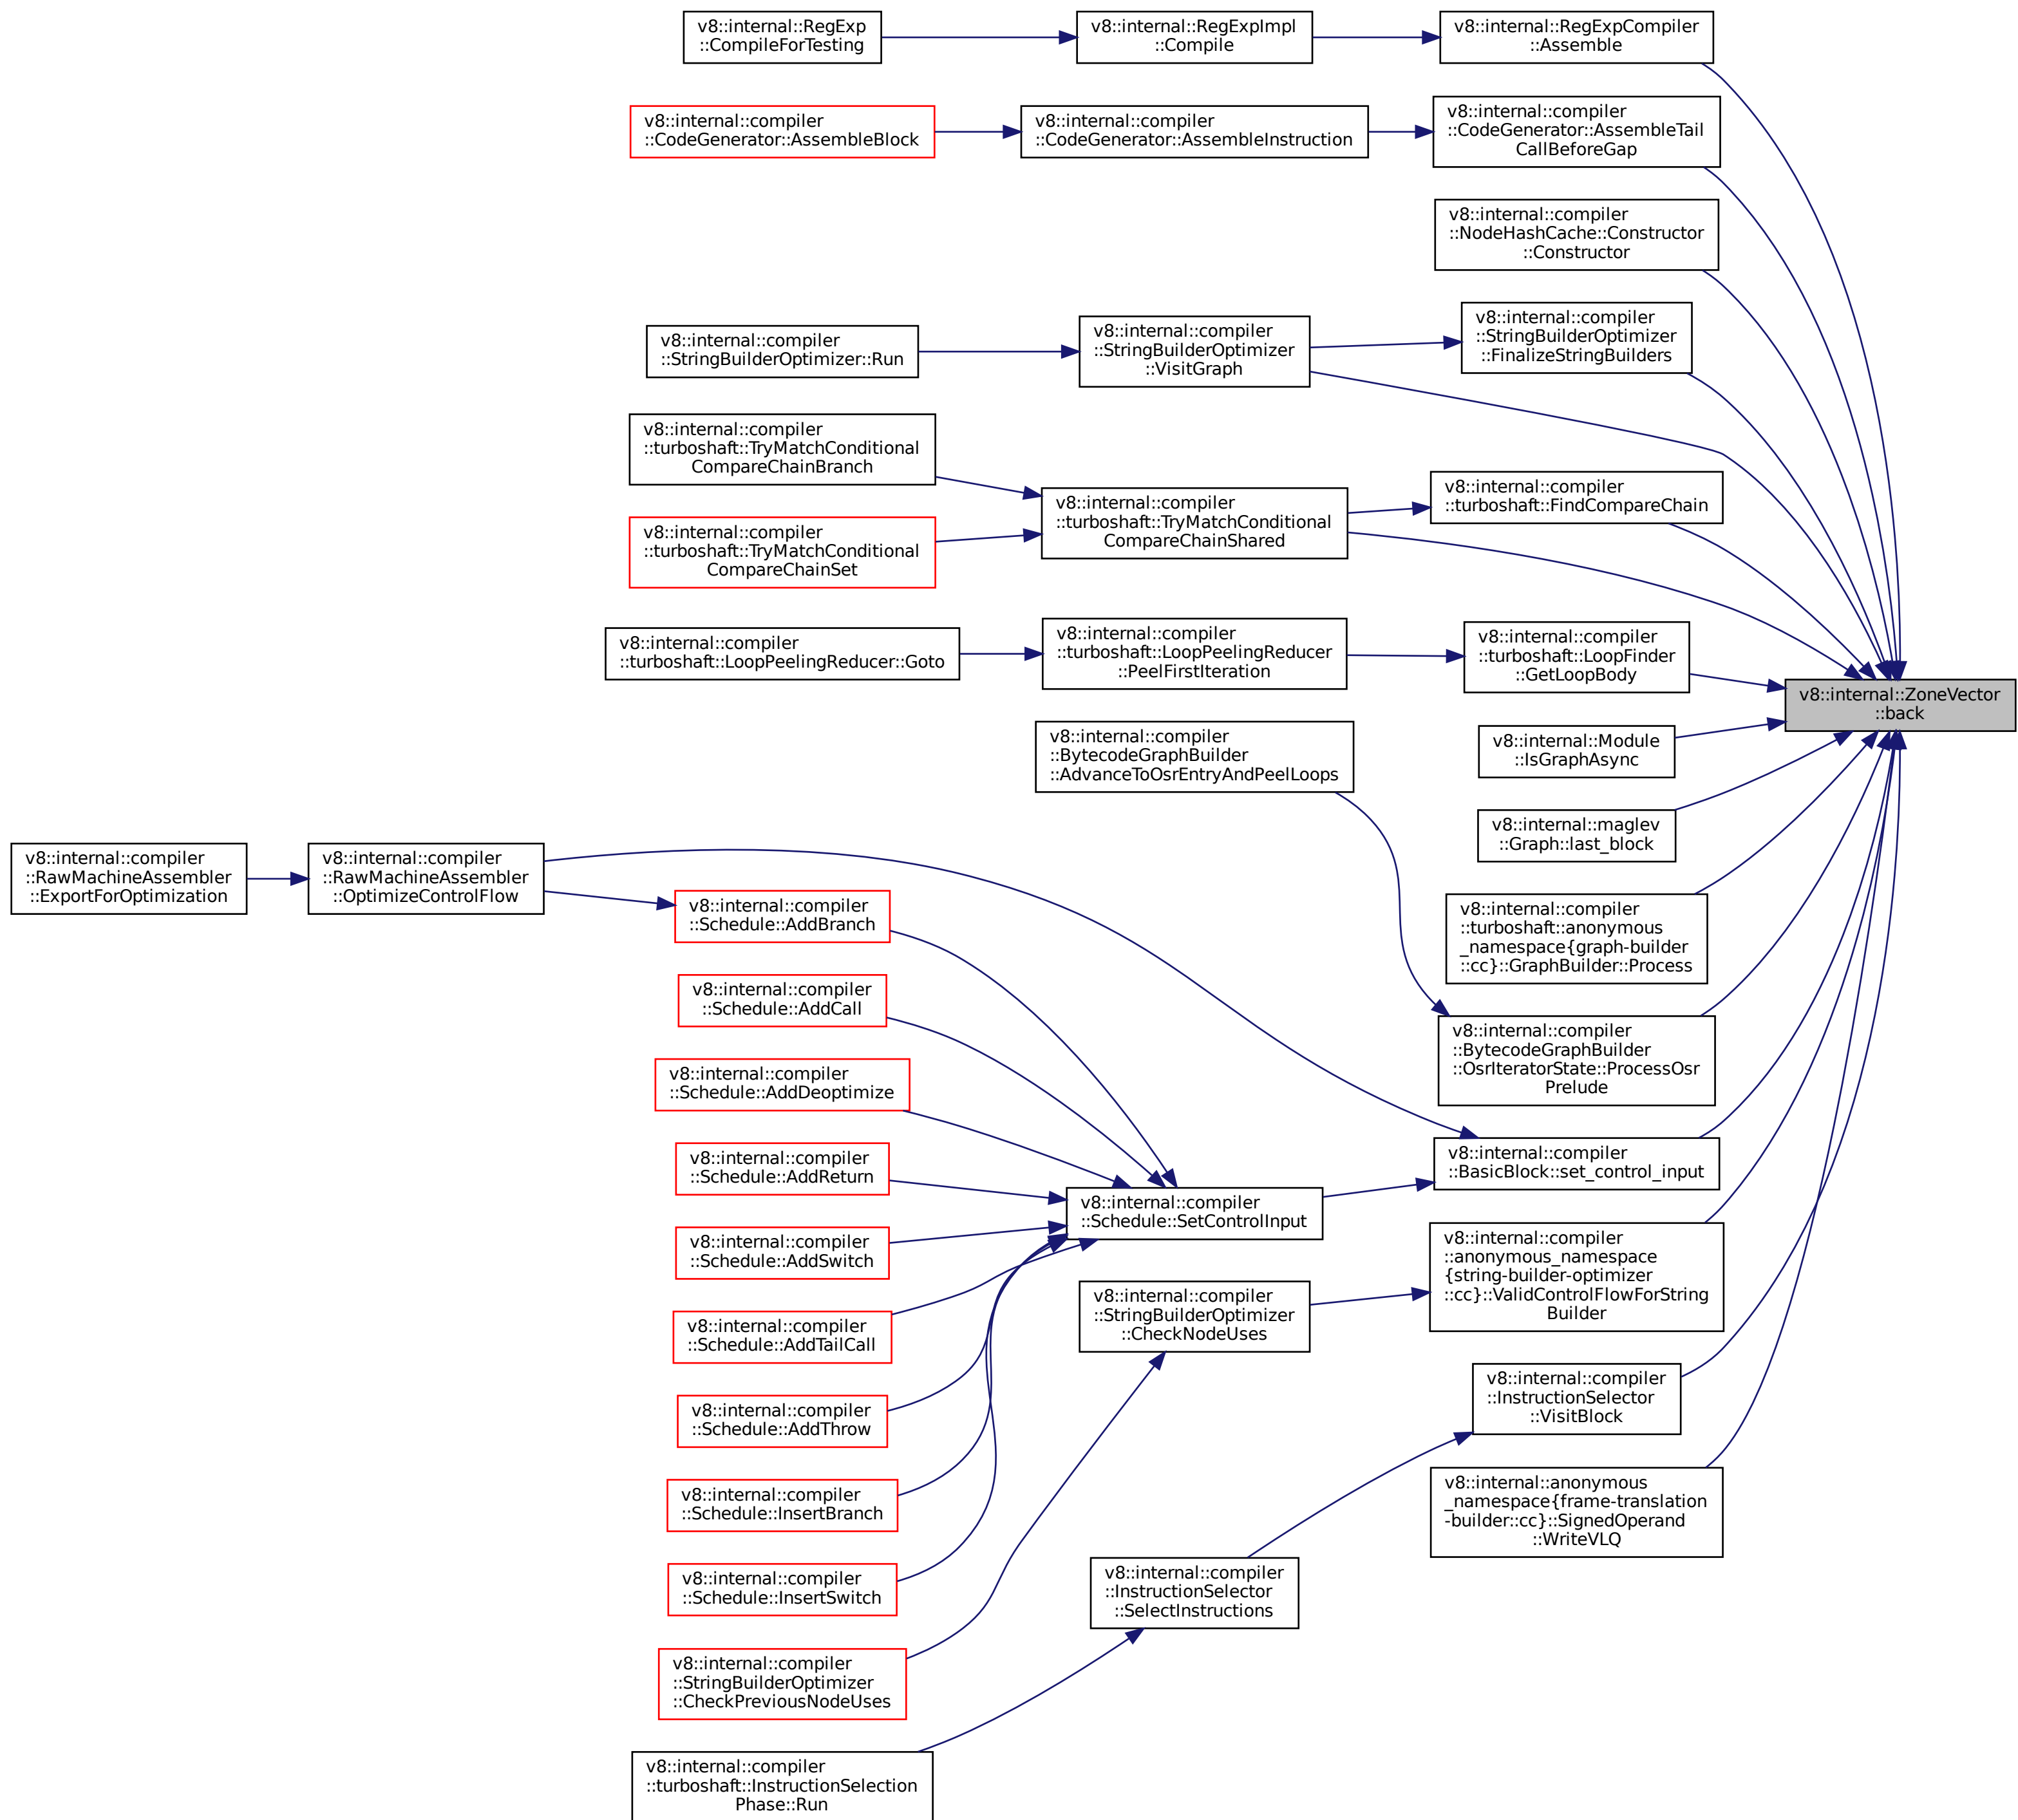 v8::internal::RegExp
::CompileForTesting
v8::internal::RegExpImpl
::Compile
v8::internal::RegExpCompiler
::Assemble
v8::internal::compiler
::CodeGenerator::AssembleBlock
v8::internal::compiler
::CodeGenerator::AssembleInstruction
v8::internal::compiler
::CodeGenerator::AssembleTail
CallBeforeGap
v8::internal::compiler
::NodeHashCache::Constructor
::Constructor
v8::internal::compiler
::StringBuilderOptimizer::Run
v8::internal::compiler
::StringBuilderOptimizer
::VisitGraph
v8::internal::compiler
::StringBuilderOptimizer
::FinalizeStringBuilders
v8::internal::compiler
::turboshaft::TryMatchConditional
CompareChainBranch
v8::internal::compiler
::turboshaft::TryMatchConditional
CompareChainSet
v8::internal::compiler
::turboshaft::TryMatchConditional
CompareChainShared
v8::internal::compiler
::turboshaft::FindCompareChain
v8::internal::compiler
::turboshaft::LoopPeelingReducer::Goto
v8::internal::compiler
::turboshaft::LoopPeelingReducer
::PeelFirstIteration
v8::internal::compiler
::turboshaft::LoopFinder
::GetLoopBody
v8::internal::ZoneVector
::back
v8::internal::Module
::IsGraphAsync
v8::internal::compiler
::BytecodeGraphBuilder
::AdvanceToOsrEntryAndPeelLoops
v8::internal::maglev
::Graph::last_block
v8::internal::compiler
::RawMachineAssembler
::ExportForOptimization
v8::internal::compiler
::RawMachineAssembler
::OptimizeControlFlow
v8::internal::compiler
::Schedule::AddBranch
v8::internal::compiler
::turboshaft::anonymous
_namespace{graph-builder
::cc}::GraphBuilder::Process
v8::internal::compiler
::Schedule::AddCall
v8::internal::compiler
::BytecodeGraphBuilder
::OsrIteratorState::ProcessOsr
Prelude
v8::internal::compiler
::Schedule::AddDeoptimize
v8::internal::compiler
::Schedule::AddReturn
v8::internal::compiler
::BasicBlock::set_control_input
v8::internal::compiler
::Schedule::SetControlInput
v8::internal::compiler
::Schedule::AddSwitch
v8::internal::compiler
::anonymous_namespace
{string-builder-optimizer
::cc}::ValidControlFlowForString
Builder
v8::internal::compiler
::StringBuilderOptimizer
::CheckNodeUses
v8::internal::compiler
::Schedule::AddTailCall
v8::internal::compiler
::InstructionSelector
::VisitBlock
v8::internal::compiler
::Schedule::AddThrow
v8::internal::compiler
::Schedule::InsertBranch
v8::internal::anonymous
_namespace{frame-translation
-builder::cc}::SignedOperand
::WriteVLQ
v8::internal::compiler
::Schedule::InsertSwitch
v8::internal::compiler
::InstructionSelector
::SelectInstructions
v8::internal::compiler
::StringBuilderOptimizer
::CheckPreviousNodeUses
v8::internal::compiler
::turboshaft::InstructionSelection
Phase::Run